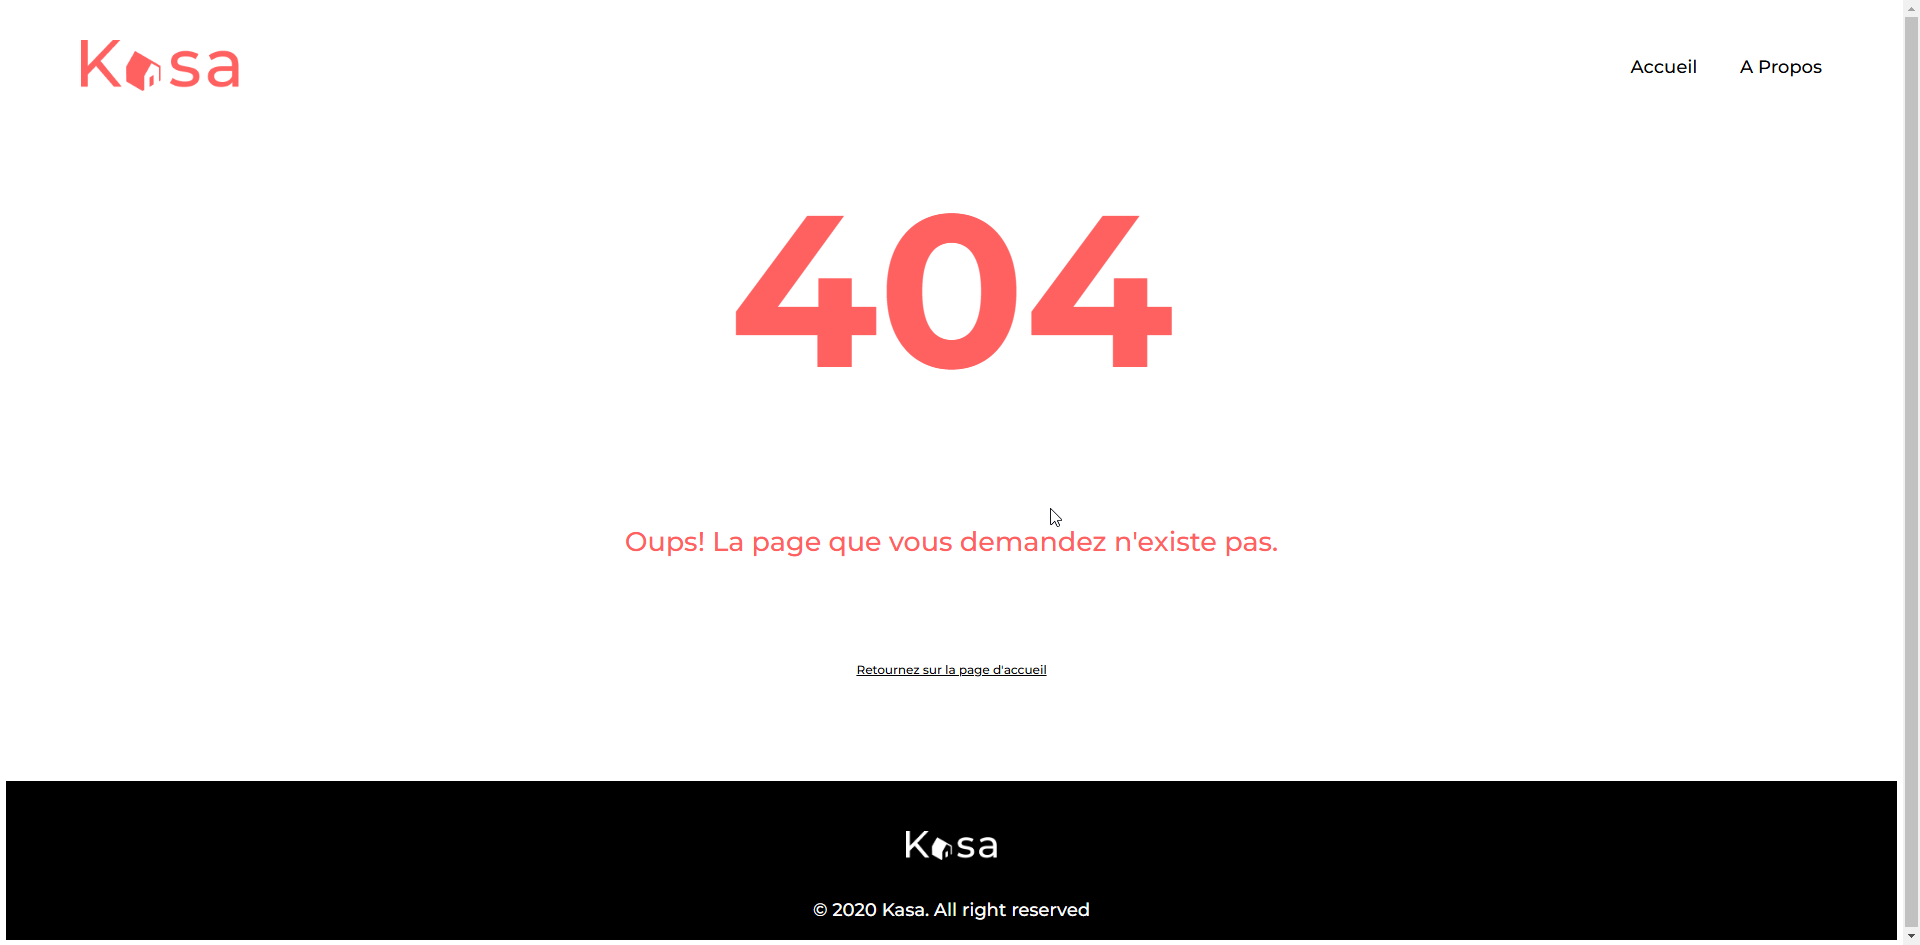 Kasa
Accueil
A Propos
404
Oups! La page que vous demandez n'existe pas.
Retournez sur la page d'accueil
Kasa
© 2020 Kasa. All right reserved